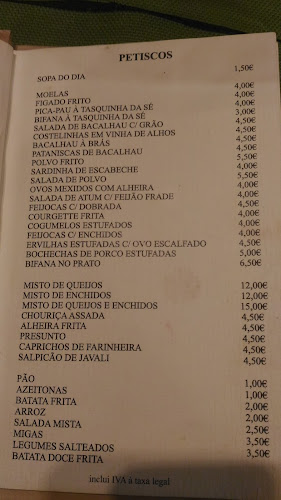 PETISCOS
SOPA DO DIA 1,50€
MOELAS 4,00€
FIGADO FRITO 4,00€
PICA-PAU À TASQUINHA DA SÉ 4,00€
BIFANA À TASQUINHA DA SÉ 3,00€
SALADA DE BACALHAU C/ GRÃO 4,50€
COSTELINHAS EM VINHA DE ALHOS 4,50€
BACALHAU À BRÁS 4,50€
PATANISCAS DE BACALHAU 4,50€
POLVO FRITO 5,50€
SARDINHA DE ESCABECHE 4,00€
SALADA DE POLVO 5,50€
OVOS MEXIDOS COM ALHEIRA 4,00€
SALADA DE ATUM C/ FEIJÃO FRADE 4,00€
FEIJOCAS C/ DOBRADA 4,50€
COURGETTE FRITA 4,00€
COGUMELOS ESTUFADOS 4,00€
FEIJOCAS C/ ENCHIDOS 4,00€
ERVILHAS ESTUFADAS C/ OVO ESCALFADO 4,50€
BOCHECHAS DE PORCO ESTUFADAS 5,00€
BIFANA NO PRATO 6,50€
MISTO DE QUEIJOS 12,00€
MISTO DE ENCHIDOS 12,00€
MISTO DE QUEIJOS E ENCHIDOS 15,00€
CHOURIÇA ASSADA 4,50€
ALHEIRA FRITA 4,50€
PRESUNTO 4,50€
CAPRICHOS DE FARINHEIRA 4,50€
SALPICÃO DE JAVALI 4,50€
PÃO
AZEITONAS 1,00€
BATATA FRITA 1,00€
ARROZ 2,00€
SALADA MISTA 2,00€
MIGAS 2,50€
LEGUMES SALTEADOS 3,50€
BATATA DOCE FRITA 3,50€
inclui IVA á taxa legal